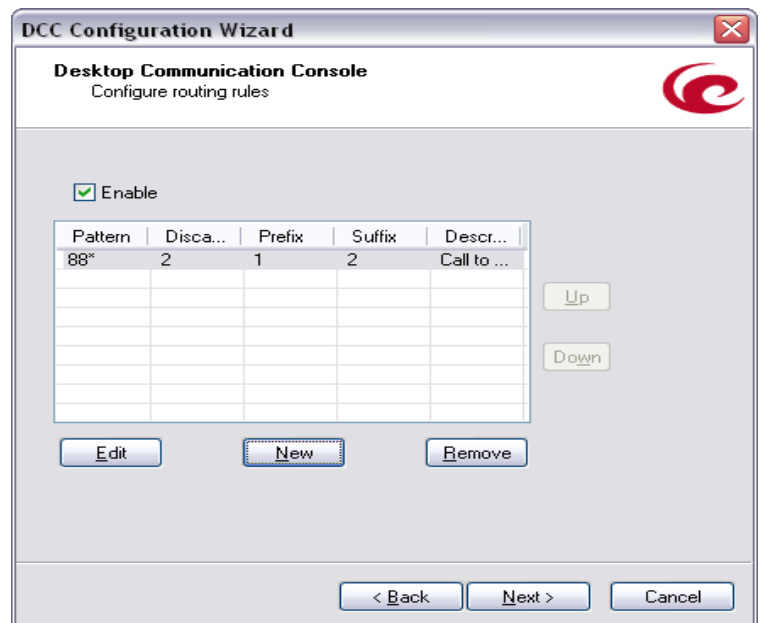 DCC Configuration Wizard
Desktop Communication Console
Configure routing rules
Enable
Pattern Disca... Prefix Suffix Descr...
88* 2 1 2 Call to ...
Up
Down
Edit New Remove
< Back Next > Cancel